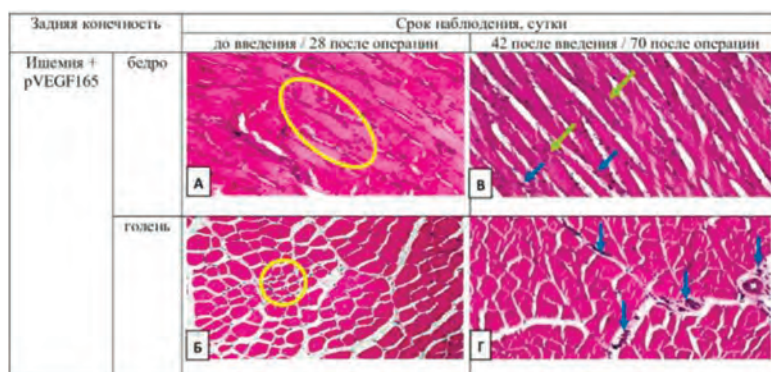 Задняя конечность
Срок наблюдения, сутки
до введения / 28 после операции
42 после введения / 70 после операции
Ишемия +
pVEGF165
бедро
А
В
голень
Б
Г